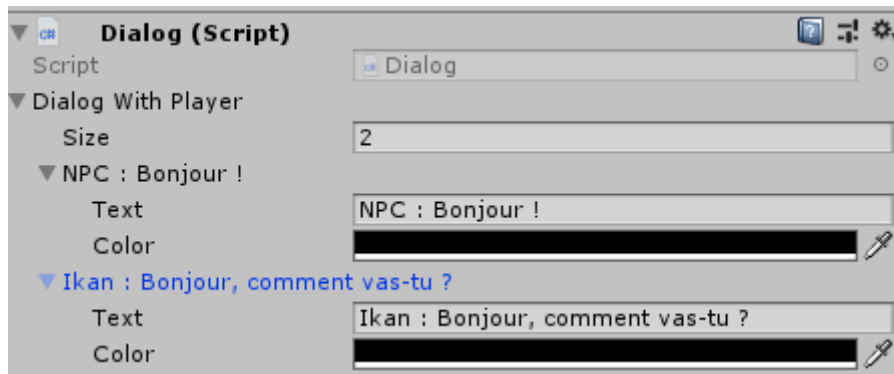 Dialog (Script)
Script Dialog
Dialog With Player
Size 2
NPC : Bonjour !
Text NPC : Bonjour !
Color
Ikan : Bonjour, comment vas-tu ?
Text Ikan : Bonjour, comment vas-tu ?
Color